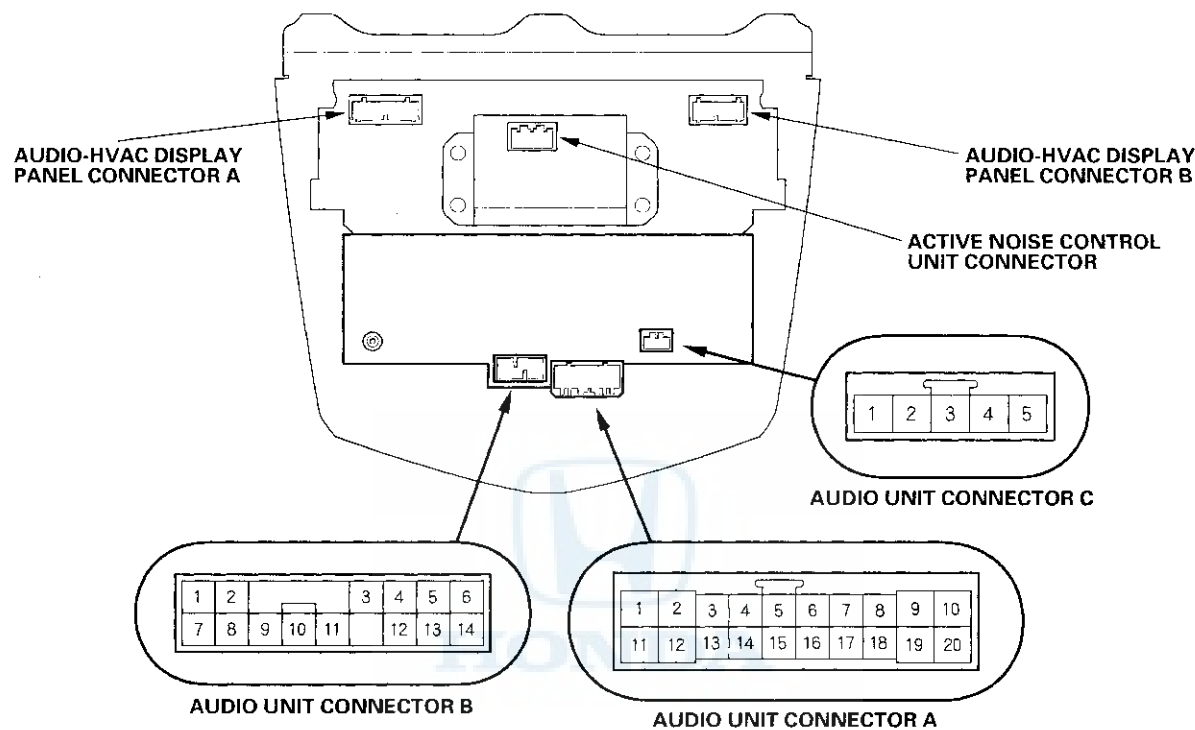 AUDIO-HVAC DISPLAY
PANEL CONNECTOR A
AUDIO-HVAC DISPLAY
PANEL CONNECTOR B
ACTIVE NOISE CONTROL
UNIT CONNECTOR
1 2 3 4 5
AUDIO UNIT CONNECTOR C
1 2 3 4 5 6
7 8 9 10 11 12 13 14
AUDIO UNIT CONNECTOR B
1 2 3 4 5 6 7 8 9 10
11 12 13 14 15 16 17 18 19 20
AUDIO UNIT CONNECTOR A
HONDA